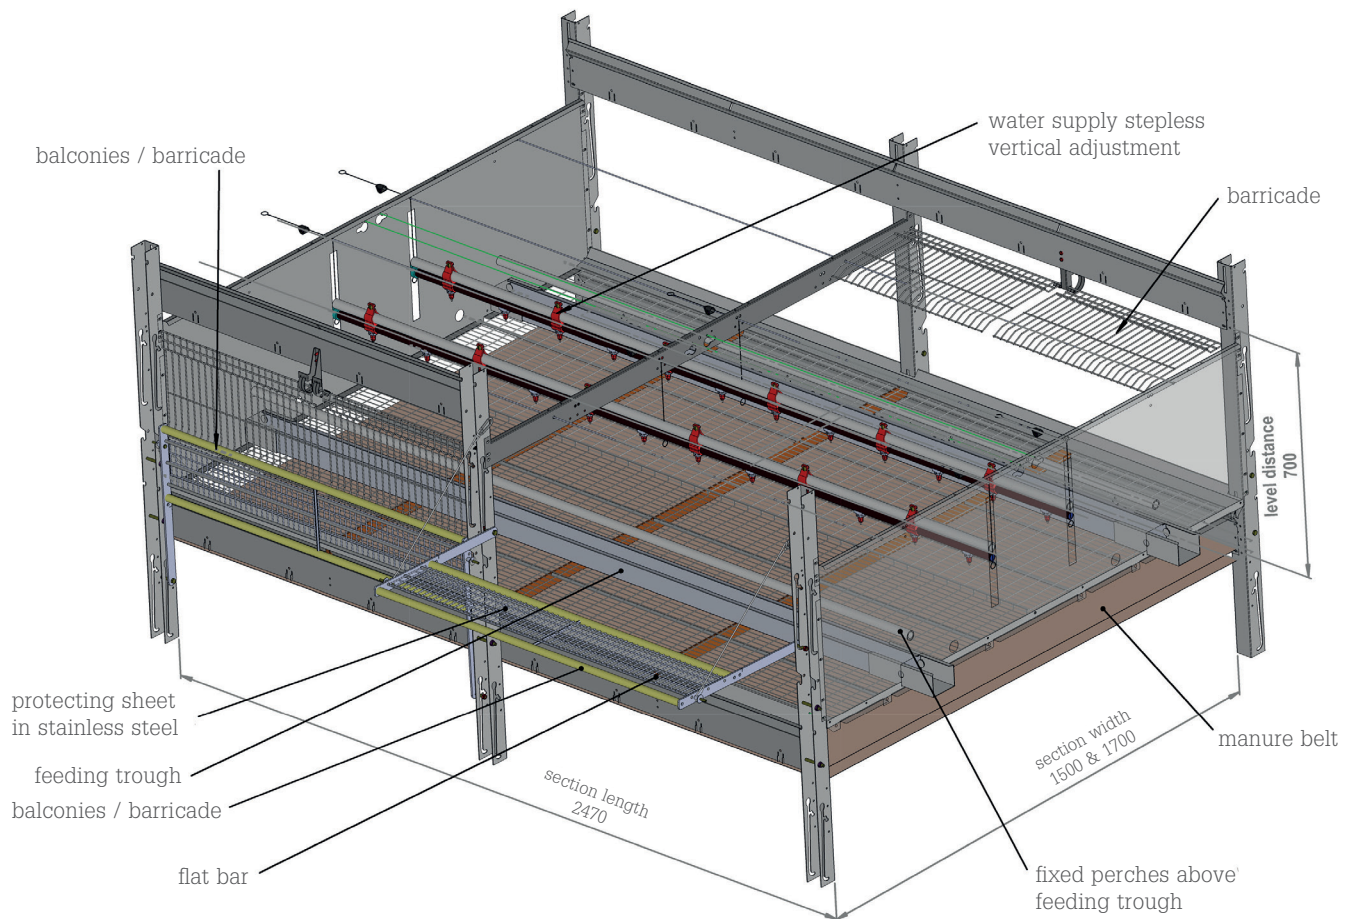 water supply stepless
vertical adjustment
balconies / barricade
barricade
level distance
700
protecting sheet
in stainless steel
feeding trough
balconies / barricade
flat bar
section length
2470
section width
1500 & 1700
manure belt
fixed perches above
feeding trough